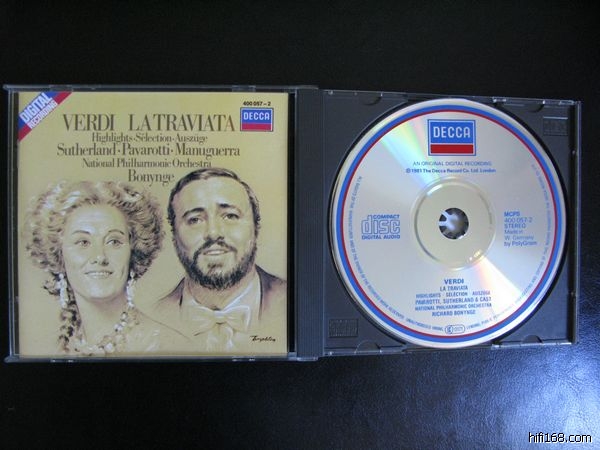 DIGITAL
RECORDING
400 057-2
VERDI LA TRAVIATA
DECCA
Highlights·Sélection·Auszüge
Sutherland·Pavarotti·Manuguerra
National Philharmonic Orchestra
Bonynge
DECCA
AN ORIGINAL DIGITAL RECORDING
℗1981 The Decca Record Co. Ltd. London
COMPACT
disc
DIGITAL AUDIO
MCPS
400 057-2
STEREO
Made in
W. Germany
by PolyGram
VERDI
LA TRAVIATA
HIGHLIGHTS · SÉLECTION · AUSZÜGE
PAVAROTTI, SUTHERLAND & CAST
NATIONAL PHILHARMONIC ORCHESTRA
RICHARD BONYNGE
hifi168.com